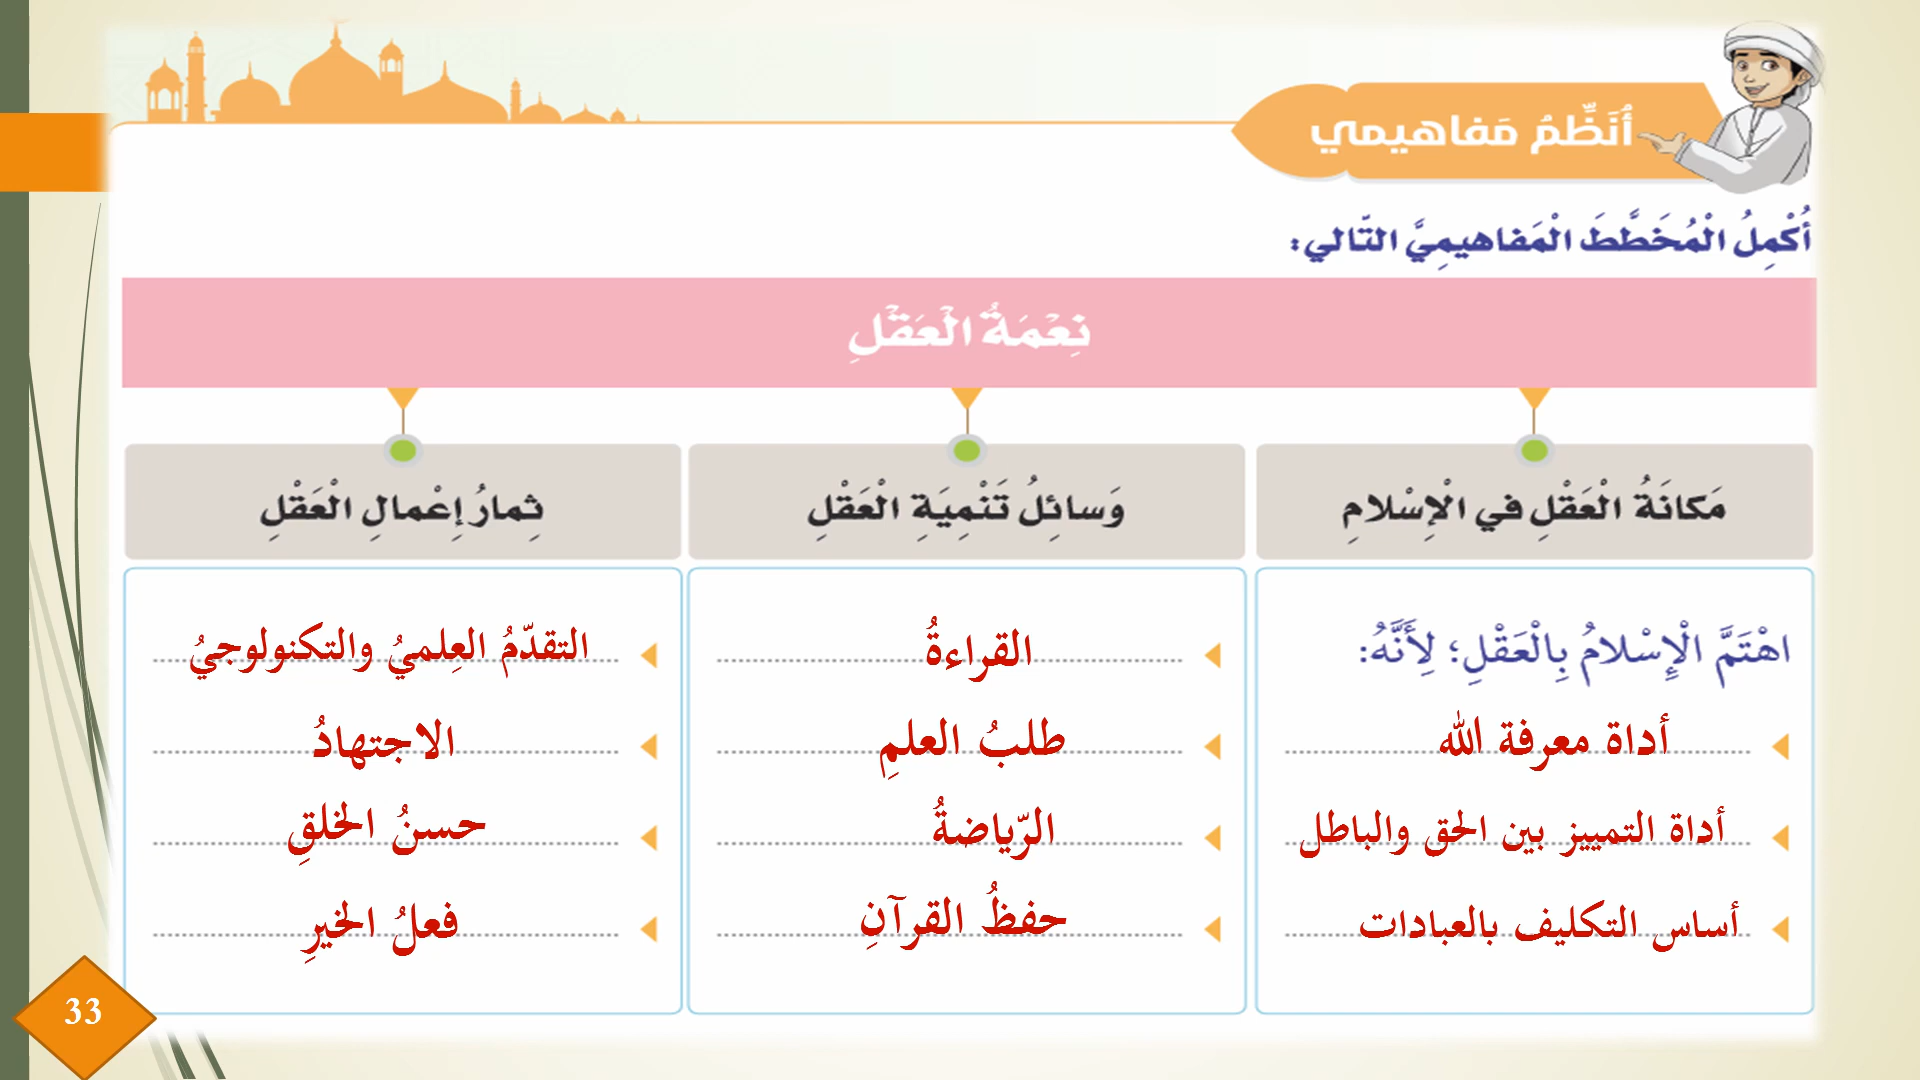 أُنَظِّمُ مَفاهيمي
أُكْمِلُ الْمُخَطَّطَ الْمَفاهيمِيَّ التّالي:
نِعْمَةُ الْعَقْلِ
مَكانَةُ الْعَقْلِ في الْإِسْلامِ
اهْتَمَّ الْإِسْلامُ بِالْعَقْلِ؛ لِأَنَّهُ:
أداة معرفة الله
أداة التمييز بين الحق والباطل
أساس التكليف بالعبادات
وَسائِلُ تَنْمِيَةِ الْعَقْلِ
القراءةُ
طلبُ العلمِ
الرّياضةُ
حفظُ القرآنِ
ثِمارُ إِعْمالِ الْعَقْلِ
التقدّمُ العِلميُ والتكنولوجيُ
الاجتهادُ
حسنُ الخلقِ
فعلُ الخيرِ
33